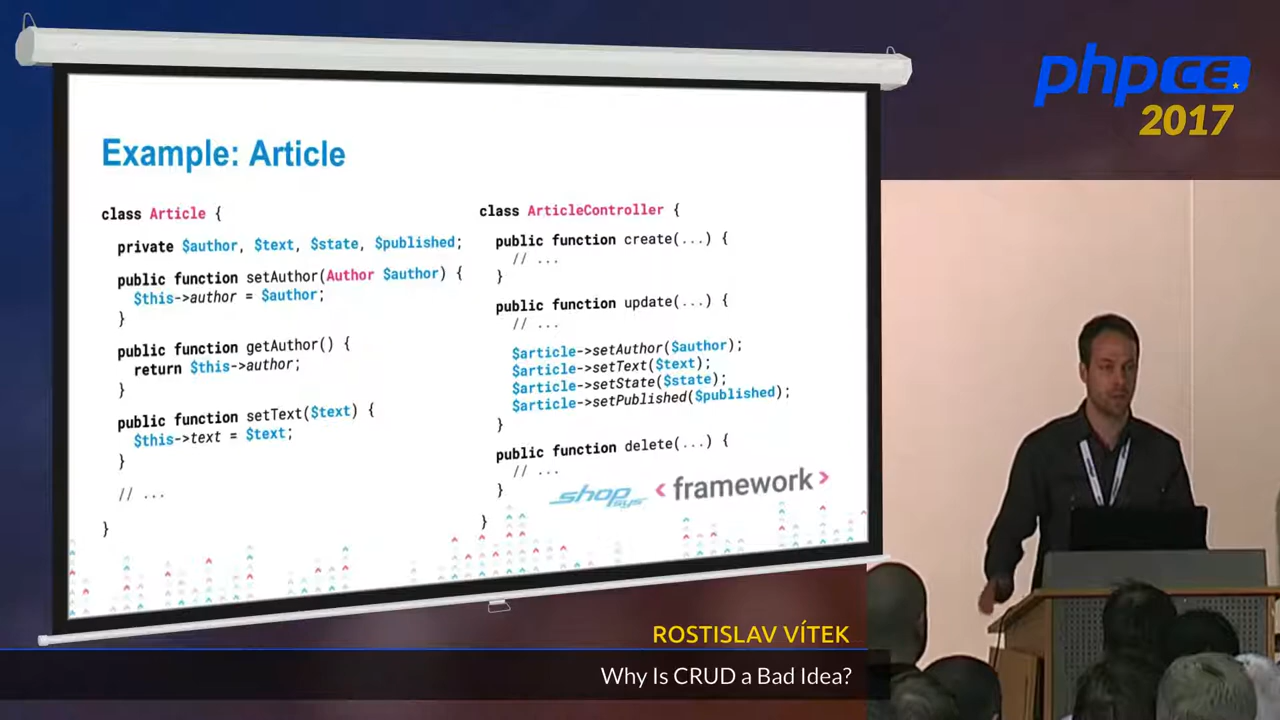 phpCE
2017
Example: Article
class Article {
private $author, $text, $state, $published;
public function setAuthor(Author $author) {
$this->author = $author;
}
public function getAuthor() {
return $this->author;
}
public function setText($text) {
$this->text = $text;
}
// ...
}
class ArticleController {
public function create(...) {
// ...
}
public function update(...) {
// ...
$article->setAuthor($author);
$article->setText($text);
$article->setState($state);
$article->setPublished($published);
}
public function delete(...) {
// ...
}
}
shopsys <framework>
ROSTISLAV VÍTEK
Why Is CRUD a Bad Idea?